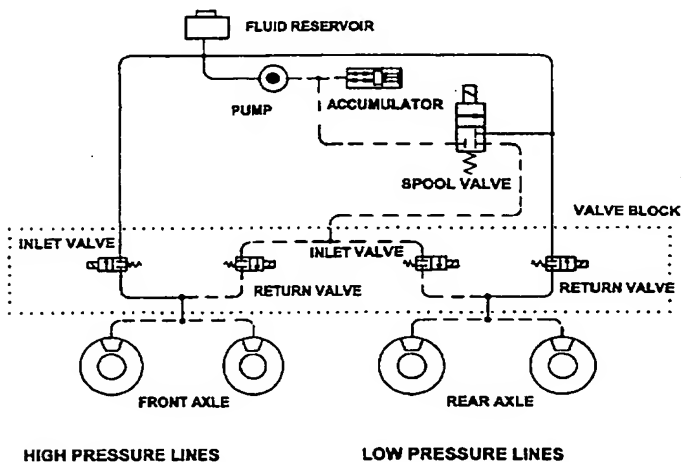 FLUID RESERVOIR
PUMP
ACCUMULATOR
SPOOL VALVE
VALVE BLOCK
INLET VALVE
INLET VALVE
RETURN VALVE
RETURN VALVE
FRONT AXLE
REAR AXLE
HIGH PRESSURE LINES
LOW PRESSURE LINES